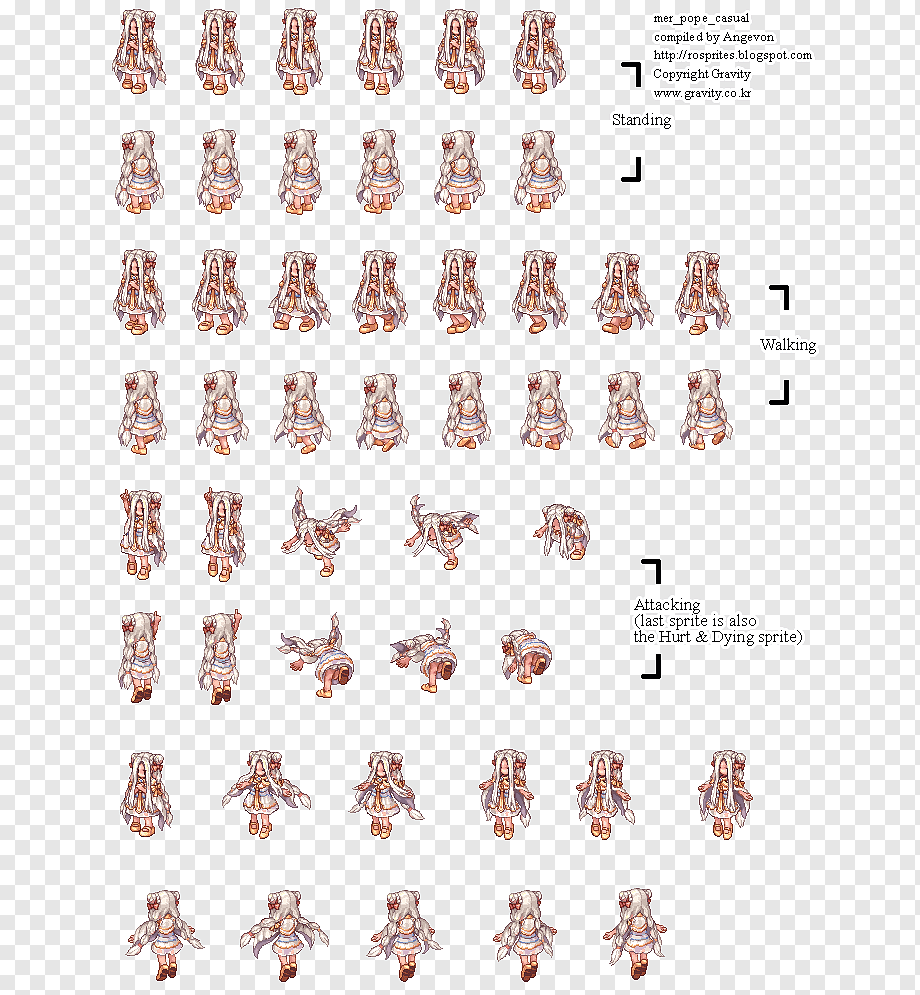 mer_pope_casual
compiled by Angevon
http://rosprites.blogspot.com
Copyright Gravity
www.gravity.co.kr
Standing
Walking
Attacking
(last sprite is also
the Hurt & Dying sprite)